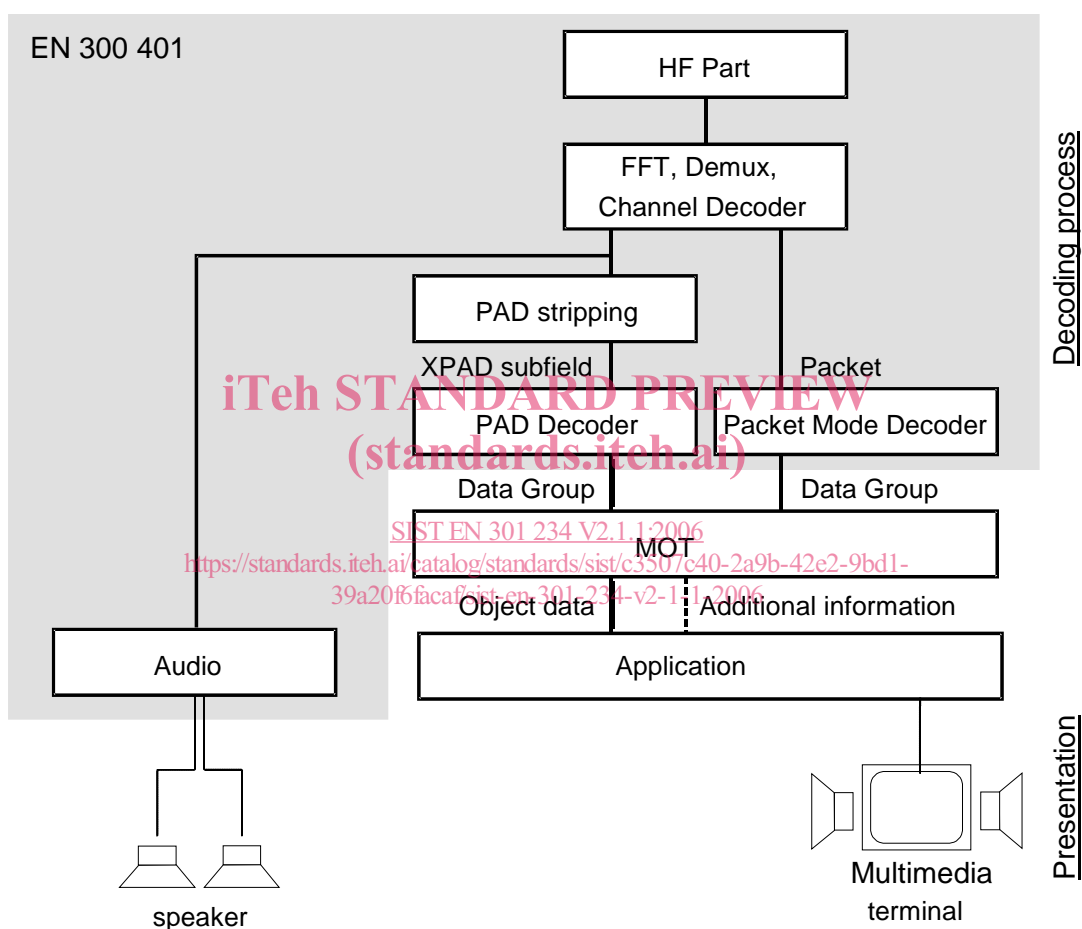 EN 300 401
HF Part
FFT, Demux,
Channel Decoder
Decoding process
PAD stripping
XPAD subfield
Packet
iTeh STANDARD PREVIEW
PAD Decoder
Packet Mode Decoder
(standards.iteh.ai)
Data Group
Data Group
SIST EN 301 234 V2.1.1:2006
MOT
https://standards.iteh.ai/catalog/standards/sist/c3507c40-2a9b-42e2-9bd1-
39a20f6facaf/sist-en-301-234-v2-1-1-2006
Object data
Additional information
Audio
Application
Presentation
Multimedia
terminal
speaker